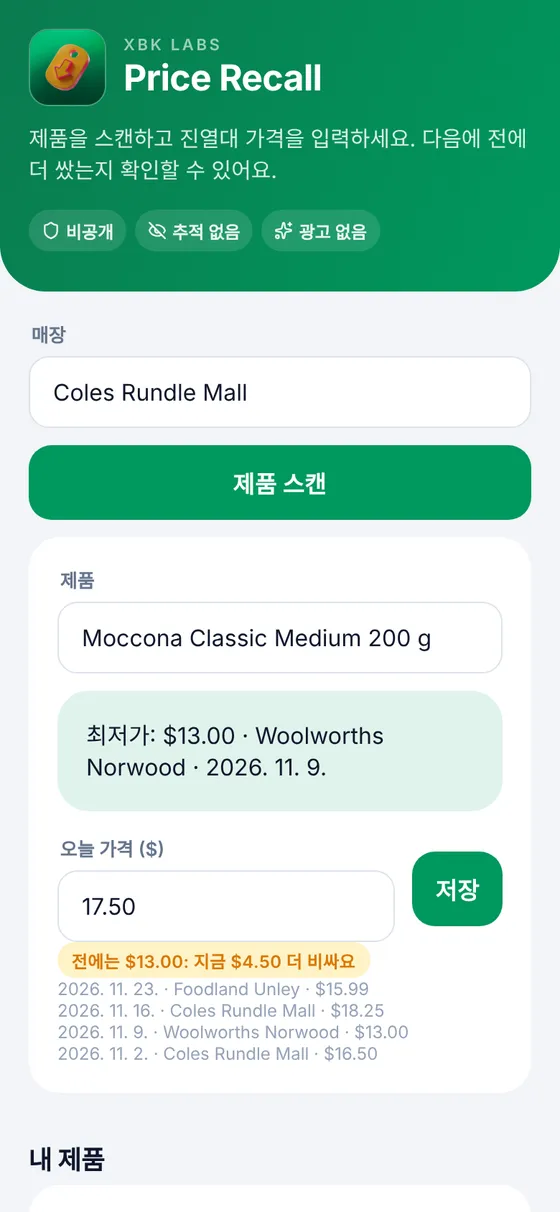 XBK LABS
Price Recall
제품을 스캔하고 진열대 가격을 입력하세요. 다음에 전에
더 쌌는지 확인할 수 있어요.
비공개
추적 없음
광고 없음
매장
Coles Rundle Mall
제품 스캔
제품
Moccona Classic Medium 200 g
최저가: $13.00 · Woolworths
Norwood · 2026. 11. 9.
오늘 가격 ($)
17.50
저장
전에는 $13.00: 지금 $4.50 더 비싸요
2026. 11. 23. · Foodland Unley · $15.99
2026. 11. 16. · Coles Rundle Mall · $18.25
2026. 11. 9. · Woolworths Norwood · $13.00
2026. 11. 2. · Coles Rundle Mall · $16.50
내 제품